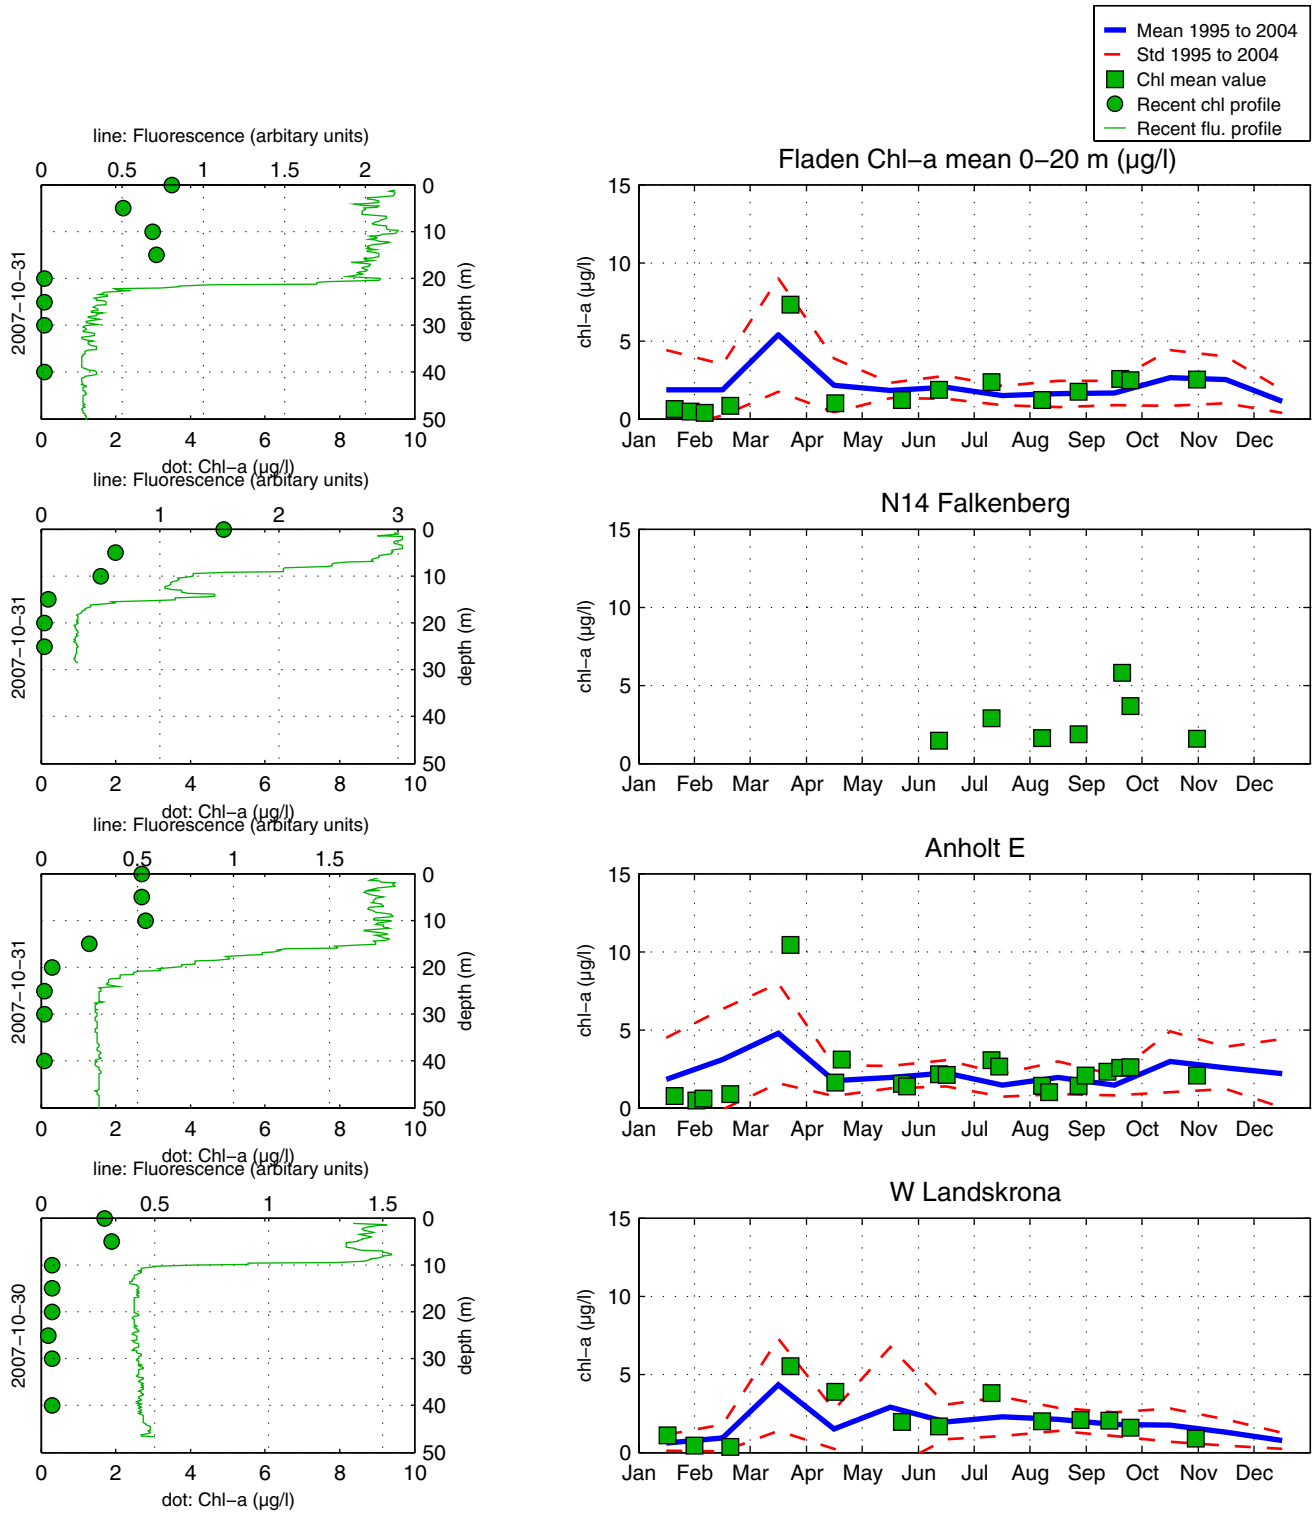 Mean 1995 to 2004
Std 1995 to 2004
Chl mean value
Recent chl profile
Recent flu. profile
line: Fluorescence (arbitary units)
0 0.5 1 1.5 2
0
10
20
30
40
50
depth (m)
2007−10−31
0 2 4 6 8 10
dot: Chl−a (µg/l)
Fladen Chl−a mean 0−20 m (µg/l)
15
10
5
0
chl−a (µg/l)
Jan Feb Mar Apr May Jun Jul Aug Sep Oct Nov Dec
line: Fluorescence (arbitary units)
0 1 2 3
0
10
20
30
40
50
depth (m)
2007−10−31
0 2 4 6 8 10
dot: Chl−a (µg/l)
N14 Falkenberg
15
10
5
0
chl−a (µg/l)
Jan Feb Mar Apr May Jun Jul Aug Sep Oct Nov Dec
line: Fluorescence (arbitary units)
0 0.5 1 1.5
0
10
20
30
40
50
depth (m)
2007−10−31
0 2 4 6 8 10
dot: Chl−a (µg/l)
Anholt E
15
10
5
0
chl−a (µg/l)
Jan Feb Mar Apr May Jun Jul Aug Sep Oct Nov Dec
line: Fluorescence (arbitary units)
0 0.5 1 1.5
0
10
20
30
40
50
depth (m)
2007−10−30
0 2 4 6 8 10
dot: Chl−a (µg/l)
W Landskrona
15
10
5
0
chl−a (µg/l)
Jan Feb Mar Apr May Jun Jul Aug Sep Oct Nov Dec